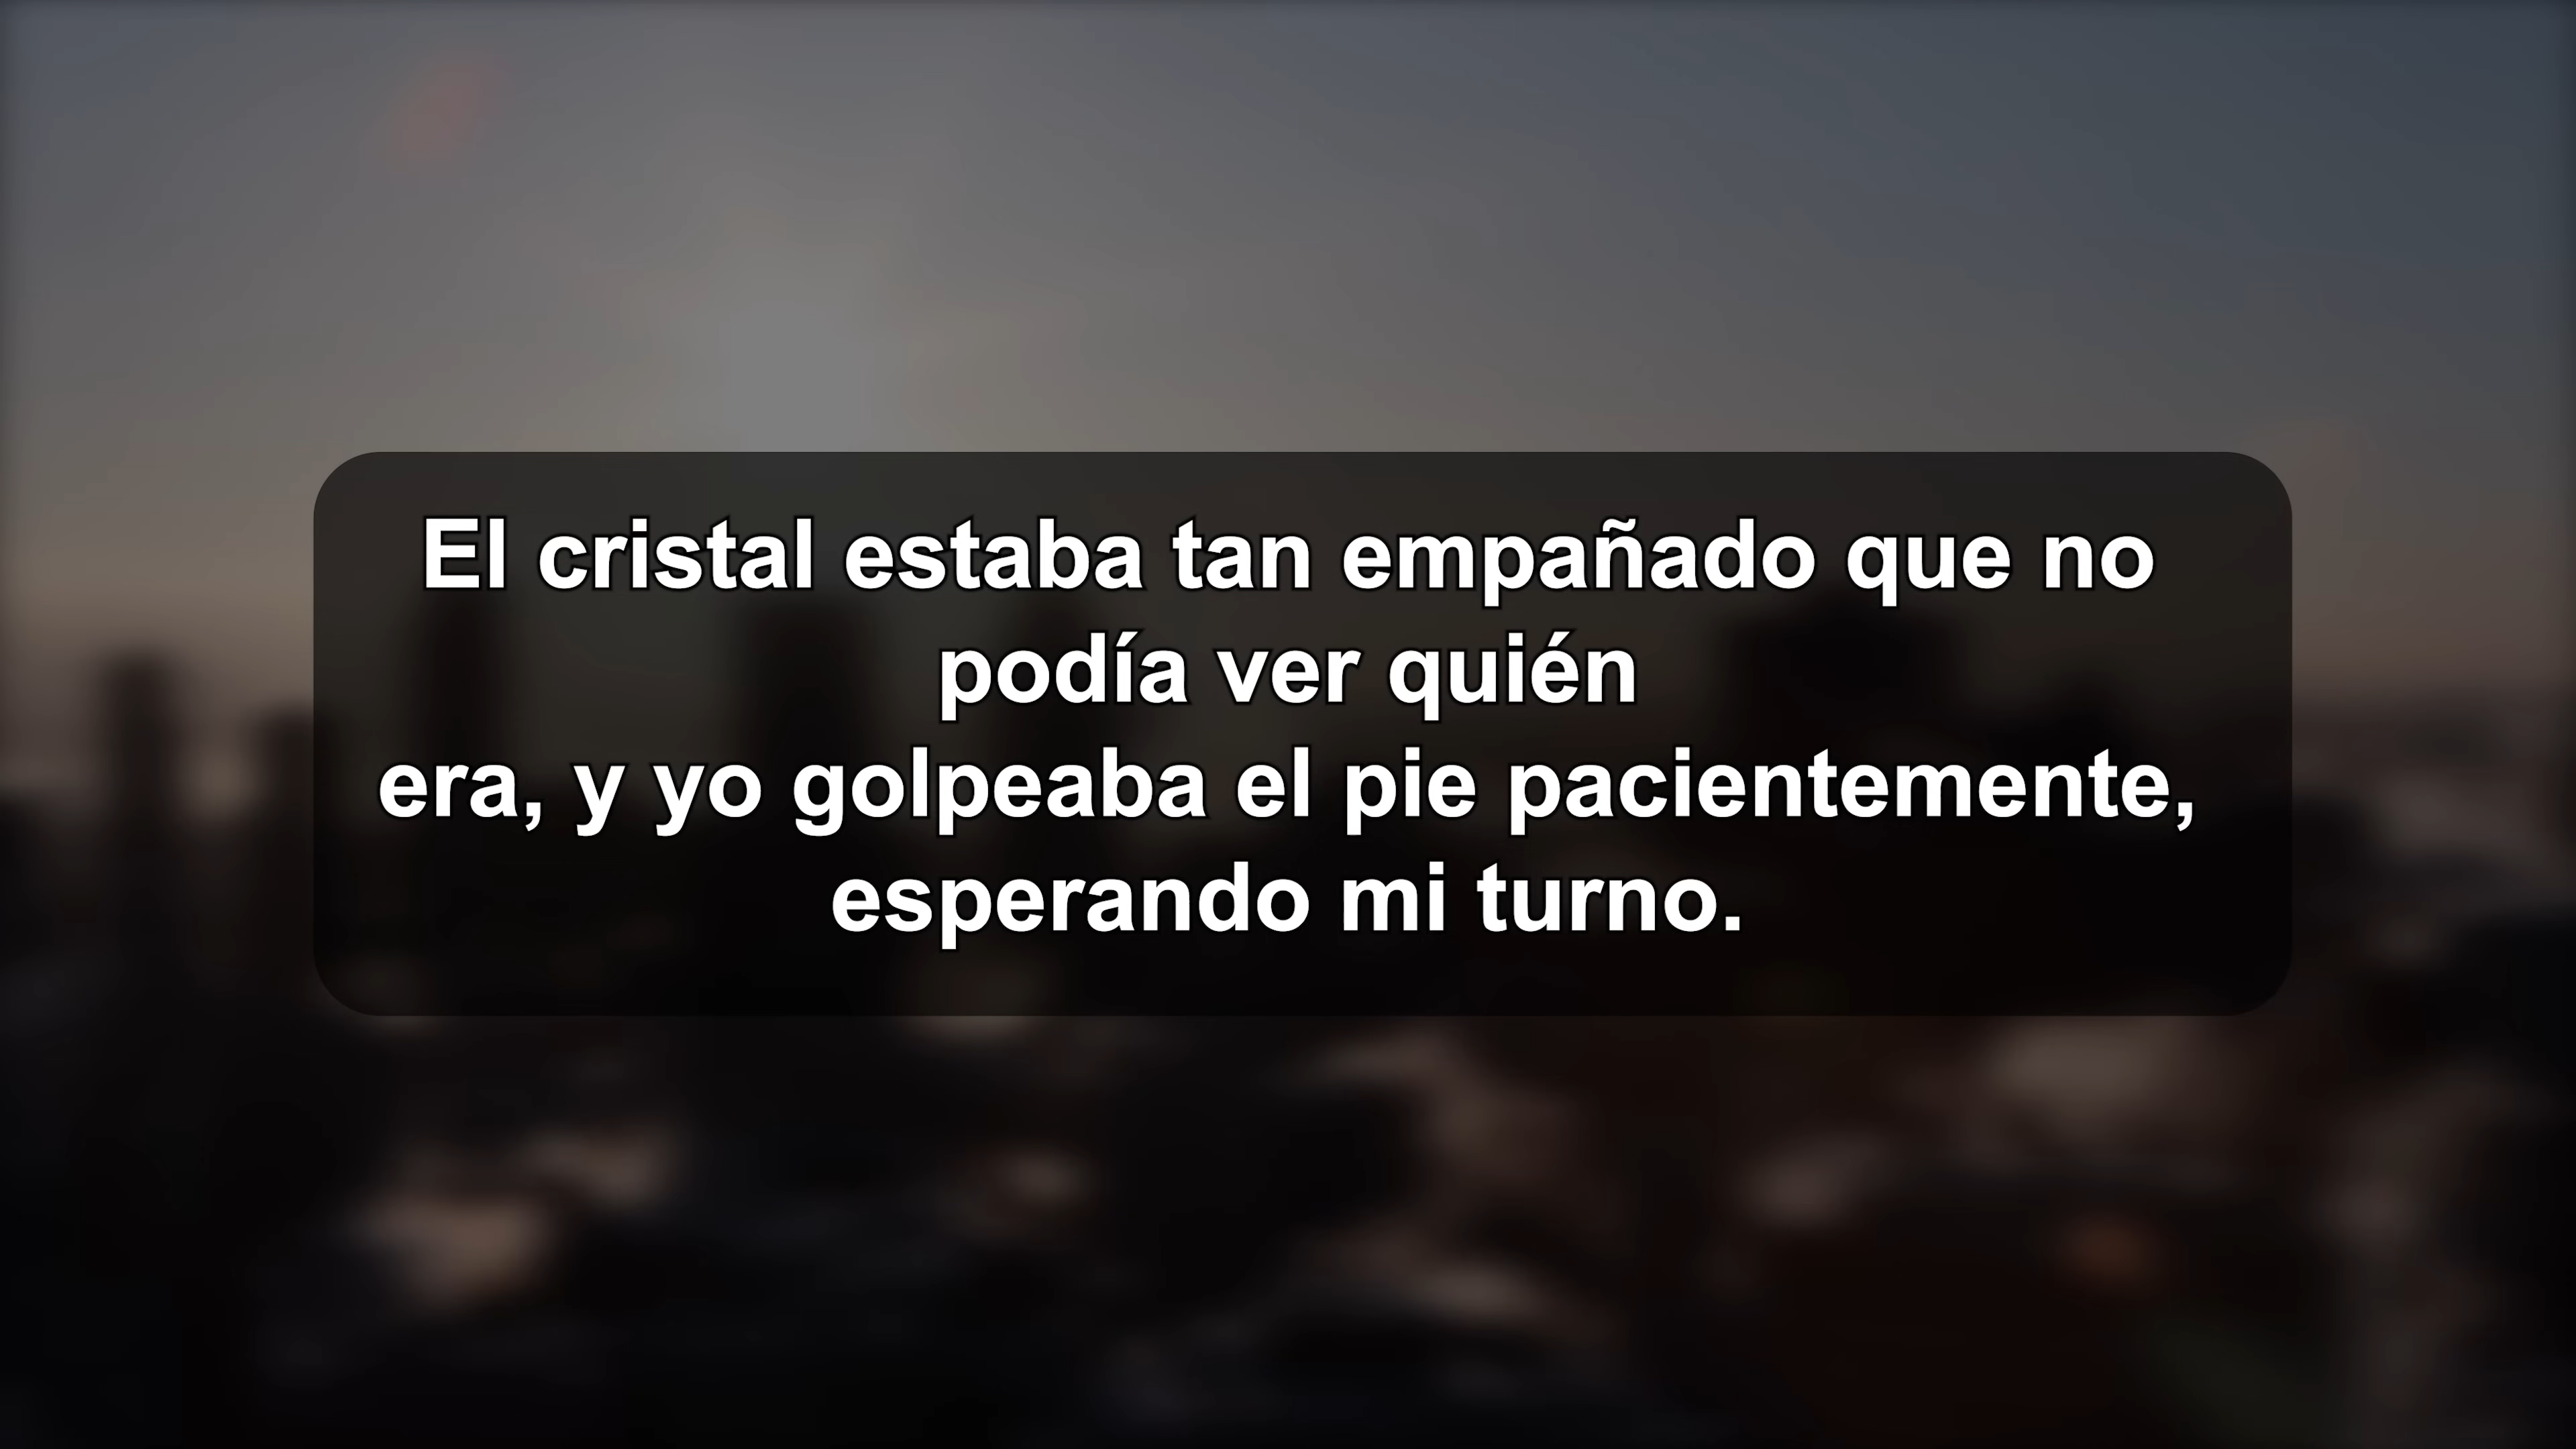 El cristal estaba tan empañado que no
podía ver quién
era, y yo golpeaba el pie pacientemente,
esperando mi turno.